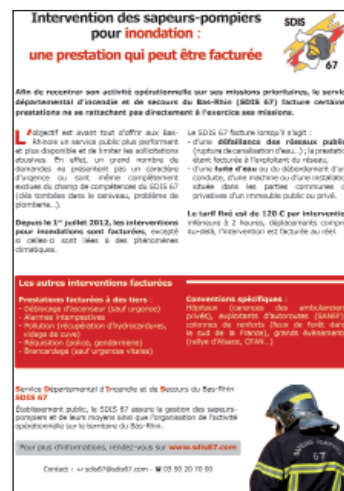 Intervention des sapeurs-pompiers
pour inondation :
une prestation qui peut être facturée
SDIS
67
Afin de recentrer son activité opérationnelle sur ses missions prioritaires, le service
départemental d'incendie et de secours du Bas-Rhin (SDIS 67) facture certaines
prestations ne se rattachant pas directement à l'exercice ses missions.
L'objectif est avant tout d'offrir aux Bas-
Rhinois un service public plus performant
et plus disponible et de limiter les sollicitations
abusives. En effet, un grand nombre de
demandes ne présentent pas un caractère
d'urgence ou sont même complètement
exclues du champ de compétences du SDIS 67
(clés tombées dans le caniveau, problème de
plomberie...).
Depuis le 1er juillet 2012, les interventions
pour inondations sont facturées, excepté
si celles-ci sont liées à des phénomènes
climatiques.
Le SDIS 67 facture lorsqu'il s'agit :
- d'une défaillance des réseaux publics
(rupture de canalisation d'eau...) ; la prestation
étant facturée à l'exploitant du réseau,
- d'une fuite d'eau ou du débordement d'une
conduite, d'une machine ou d'une installation
située dans les parties communes ou
privatives d'un immeuble public ou privé.
Le tarif fixé est de 120 € par intervention
inférieure à 2 heures, déplacements compris.
Au-delà, l'intervention est facturée au réel.
Les autres interventions facturées
Prestations facturées à des tiers :
- Déblocage d'ascenseur (sauf urgence)
- Alarmes intempestives
- Pollution (récupération d'hydrocarbures,
vidage de cuve)
- Réquisition (police, gendarmerie)
- Brancardage (sauf urgences vitales)
Conventions spécifiques :
Hôpitaux (carences des ambulanciers
privés), exploitants d'autoroutes (SANEF),
colonnes de renforts (feux de forêt dans
le sud de la France), grands évènements
(rallye d'Alsace, OTAN...)
Service Départemental d'Incendie et de Secours du Bas-Rhin
SDIS 67
Établissement public, le SDIS 67 assure la gestion des sapeurs-
pompiers et de leurs moyens ainsi que l'organisation de l'activité
opérationnelle sur le territoire du Bas-Rhin.
Pour plus d'informations, rendez-vous sur www.sdis67.com
Contact : sdis67@sdis67.com - ☎ 03 90 20 70 00
SAPEURS POMPIERS
67